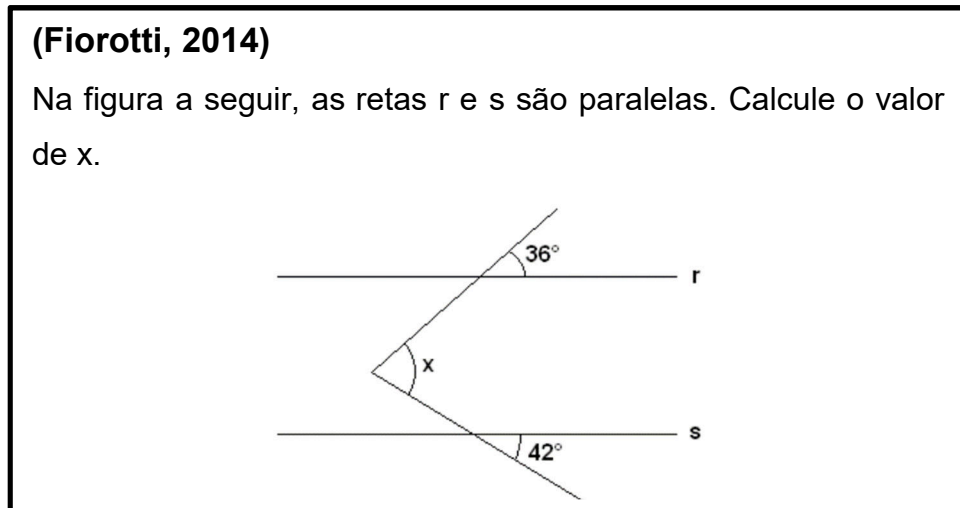 (Fiorotti, 2014)
Na figura a seguir, as retas r e s são paralelas. Calcule o valor
de x.
36°
r
x
s
42°